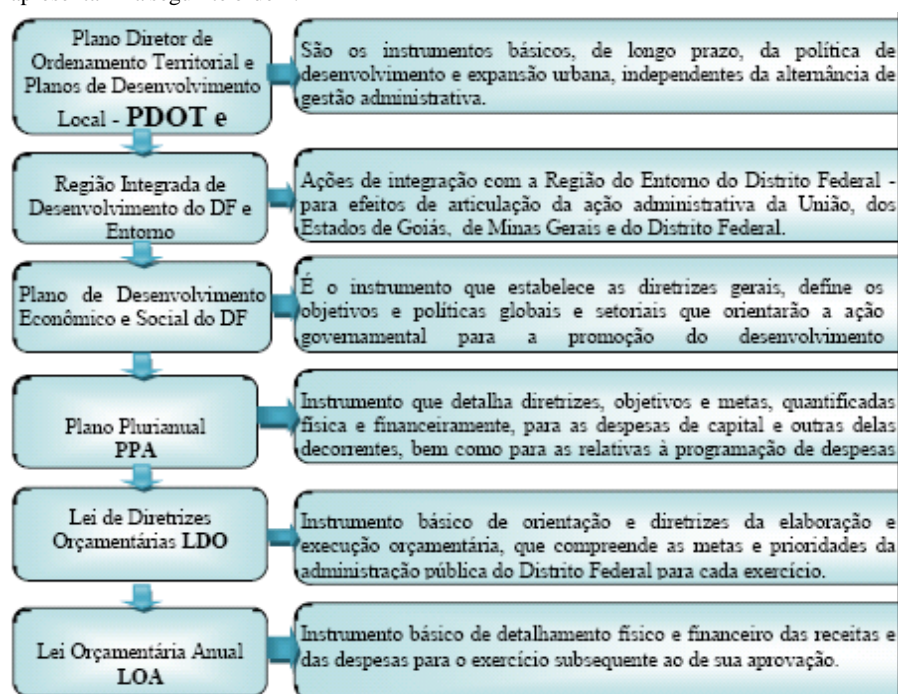 Plano Diretor de
Ordenamento Territorial e
Planos de Desenvolvimento
Local - PDOT e
São os instrumentos básicos, de longo prazo, da política de
desenvolvimento e expansão urbana, independentes da alternância de
gestão administrativa.
Região Integrada de
Desenvolvimento do DF e
Entorno
Ações de integração com a Região do Entorno do Distrito Federal -
para efeitos de articulação da ação administrativa da União, dos
Estados de Goiás, de Minas Gerais e do Distrito Federal.
Plano de Desenvolvimento
Econômico e Social do DF
É o instrumento que estabelece as diretrizes gerais, define os
objetivos e políticas globais e setoriais que orientarão a ação
governamental para a promoção do desenvolvimento
Plano Plurianual
PPA
Instrumento que detalha diretrizes, objetivos e metas, quantificadas
física e financeiramente, para as despesas de capital e outras delas
decorrentes, bem como para as relativas à programação de despesas
Lei de Diretrizes
Orçamentárias LDO
Instrumento básico de orientação e diretrizes da elaboração e
execução orçamentária, que compreende as metas e prioridades da
administração pública do Distrito Federal para cada exercício.
Lei Orçamentária Anual
LOA
Instrumento básico de detalhamento físico e financeiro das receitas e
das despesas para o exercício subsequente ao de sua aprovação.